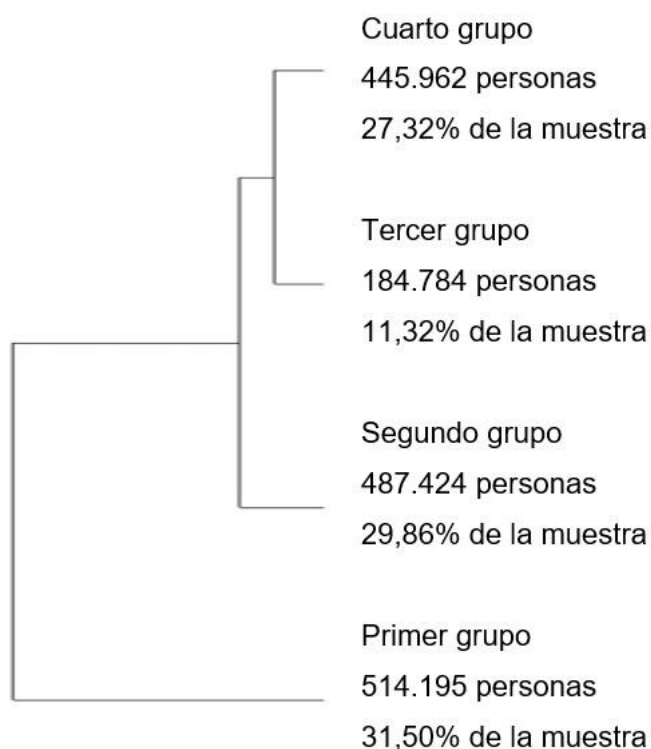 Cuarto grupo
445.962 personas
27,32% de la muestra
Tercer grupo
184.784 personas
11,32% de la muestra
Segundo grupo
487.424 personas
29,86% de la muestra
Primer grupo
514.195 personas
31,50% de la muestra